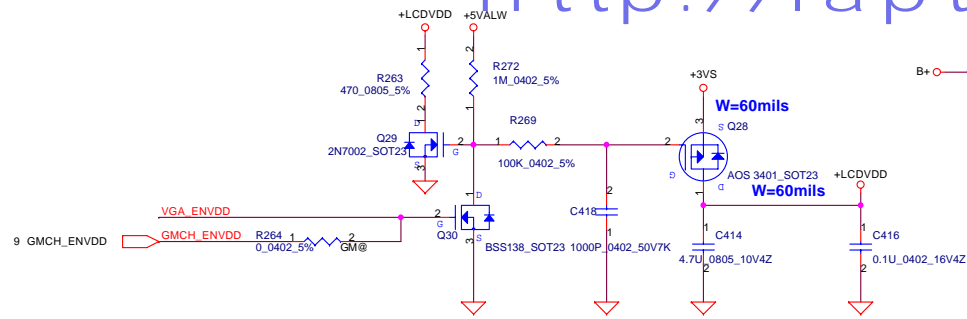 http://lapt
+LCDVDD
+5VALW
R263
470_0805_5%
R272
1M_0402_5%
+3VS
B+
W=60mils
Q28
Q29
2N7002_SOT23
R269
100K_0402_5%
AOS 3401_SOT23
W=60mils
+LCDVDD
VGA_ENVDD
9 GMCH_ENVDD
GMCH_ENVDD
R264
0_0402_5%
GM@
Q30
BSS138_SOT23
C418
1000P_0402_50V7K
C414
4.7U_0805_10V4Z
C416
0.1U_0402_16V4Z